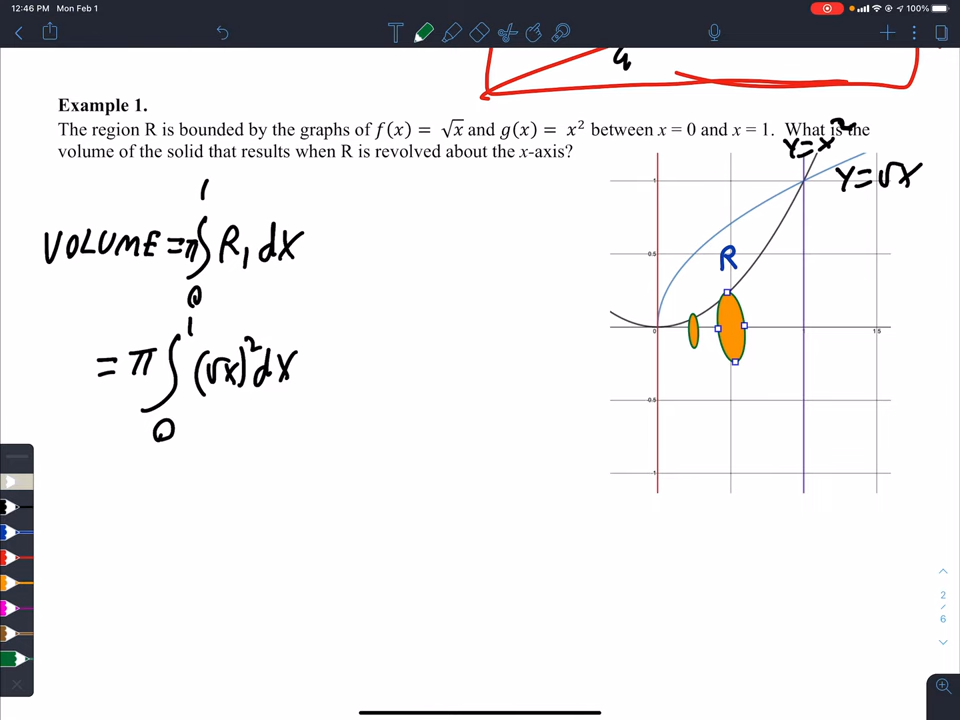 12:46 PM Mon Feb 1
100%
a
Example 1.
The region R is bounded by the graphs of f(x) = √x and g(x) = x² between x = 0 and x = 1. What is the
volume of the solid that results when R is revolved about the x-axis?
y=x²
y=√x
VOLUME = π∫₀¹ R₁ dx
= π∫₀¹ (√x)² dx
R
1
0.5
0
1
1.5
-0.5
-1
2
/
6